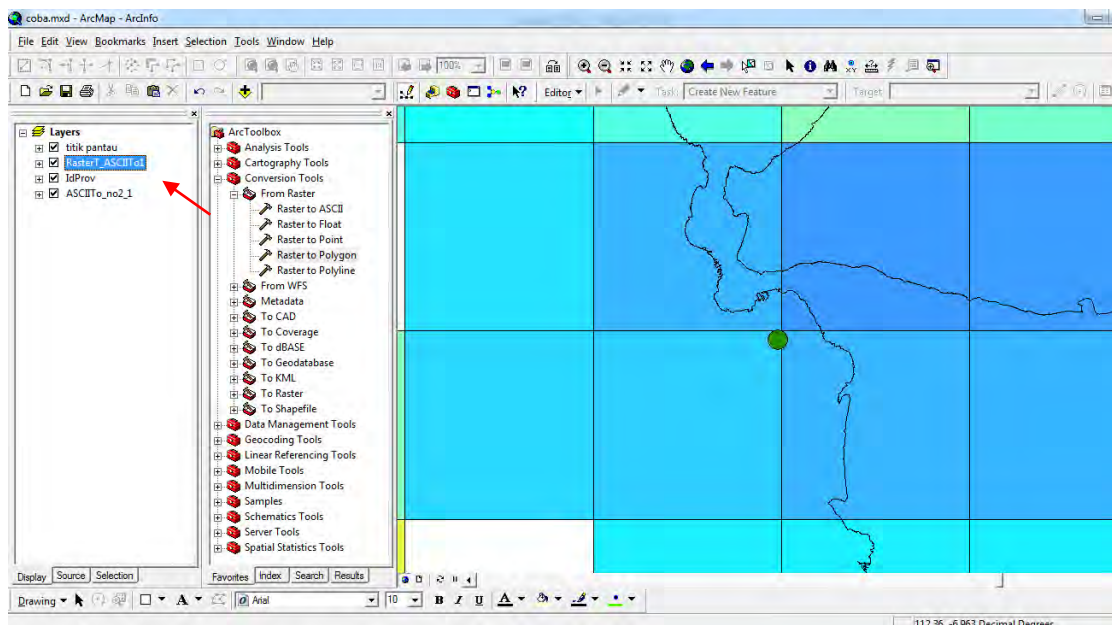 coba.mxd - ArcMap - ArcInfo
File Edit View Bookmarks Insert Selection Tools Window Help
100%
Editor Task: Create New Feature Target:
Layers
titik pantau
RasterT_ASCIITo1
IdProv
ASCIITo_no2_1
Display Source Selection
ArcToolbox
Analysis Tools
Cartography Tools
Conversion Tools
From Raster
Raster to ASCII
Raster to Float
Raster to Point
Raster to Polygon
Raster to Polyline
From WFS
Metadata
To CAD
To Coverage
To dBASE
To Geodatabase
To KML
To Raster
To Shapefile
Data Management Tools
Geocoding Tools
Linear Referencing Tools
Mobile Tools
Multidimension Tools
Samples
Schematics Tools
Server Tools
Spatial Statistics Tools
Favorites Index Search Results
Drawing A Arial 10 B I U A
112.36 -6.963 Decimal Degrees